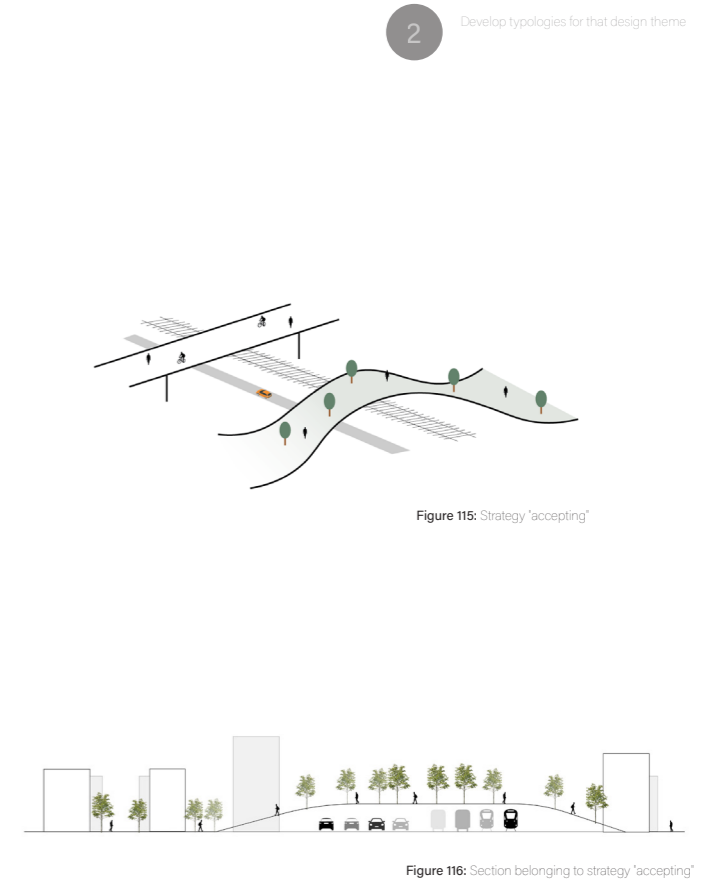 2
Develop typologies for that design theme
Figure 115: Strategy "accepting"
Figure 116: Section belonging to strategy "accepting"